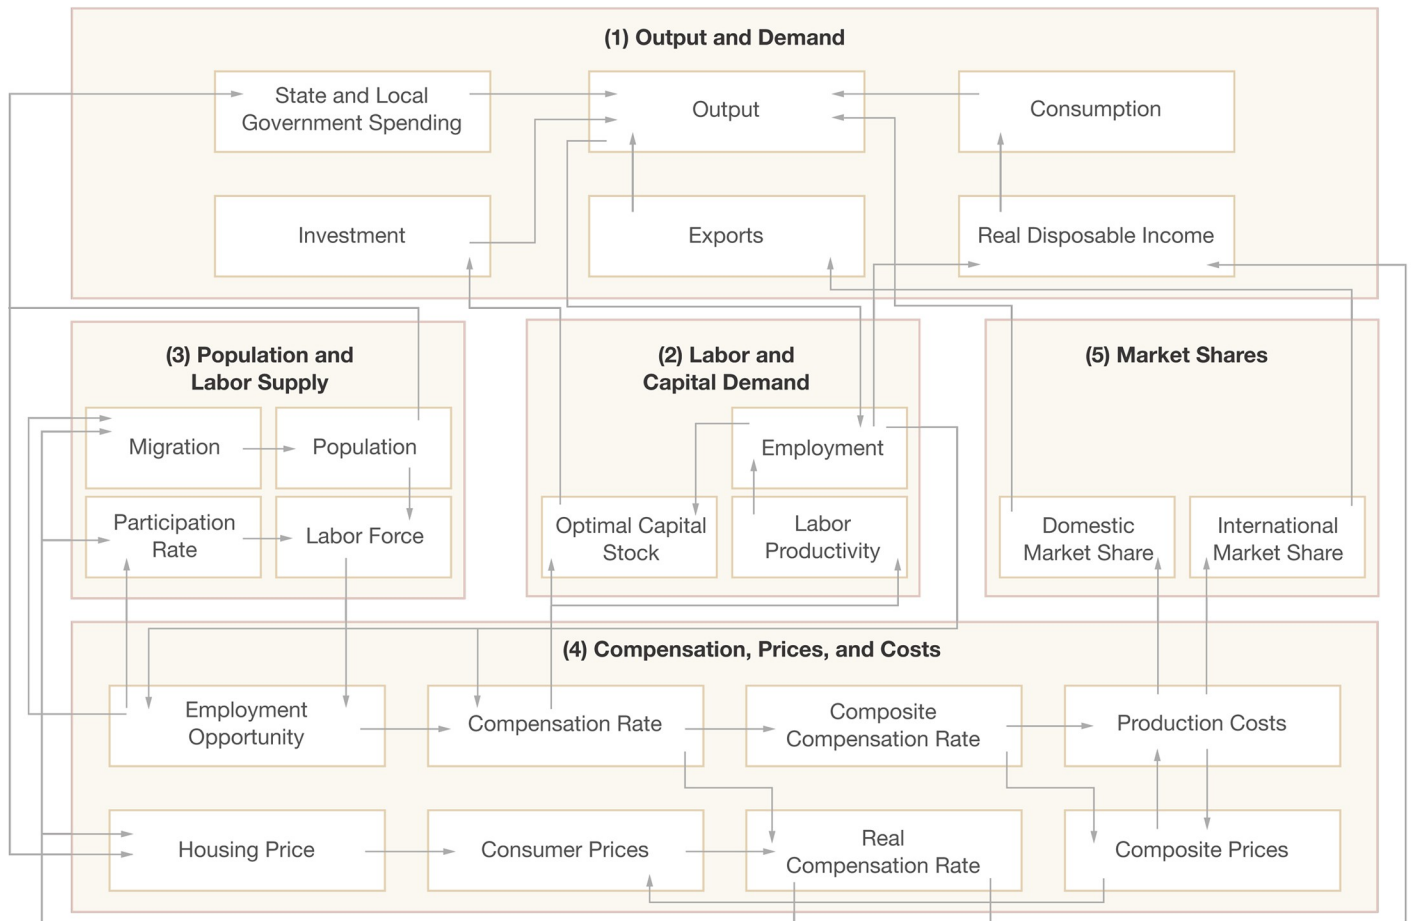 (1) Output and Demand
State and Local
Government Spending
Output
Consumption
Investment
Exports
Real Disposable Income
(3) Population and
Labor Supply
Migration
Population
Participation
Rate
Labor Force
(2) Labor and
Capital Demand
Employment
Optimal Capital
Stock
Labor
Productivity
(5) Market Shares
Domestic
Market Share
International
Market Share
(4) Compensation, Prices, and Costs
Employment
Opportunity
Compensation Rate
Composite
Compensation Rate
Production Costs
Housing Price
Consumer Prices
Real
Compensation Rate
Composite Prices